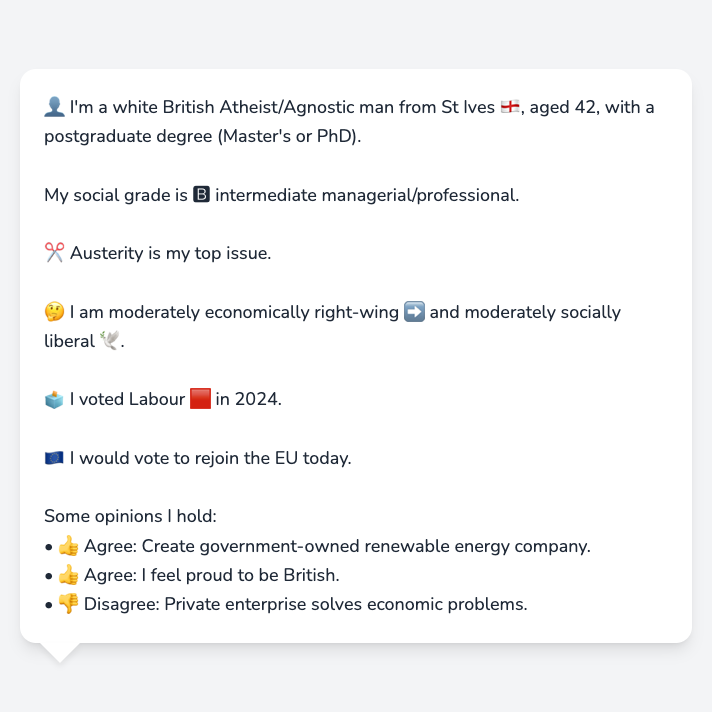 👤 I'm a white British Atheist/Agnostic man from St Ives 🏴󠁧󠁢󠁥󠁮󠁧󠁿, aged 42, with a
postgraduate degree (Master's or PhD).
My social grade is 🅱 intermediate managerial/professional.
✂️ Austerity is my top issue.
🤔 I am moderately economically right-wing ➡️ and moderately socially
liberal 🕊️.
🗳️ I voted Labour 🟥 in 2024.
🇪🇺 I would vote to rejoin the EU today.
Some opinions I hold:
• 👍 Agree: Create government-owned renewable energy company.
• 👍 Agree: I feel proud to be British.
• 👎 Disagree: Private enterprise solves economic problems.